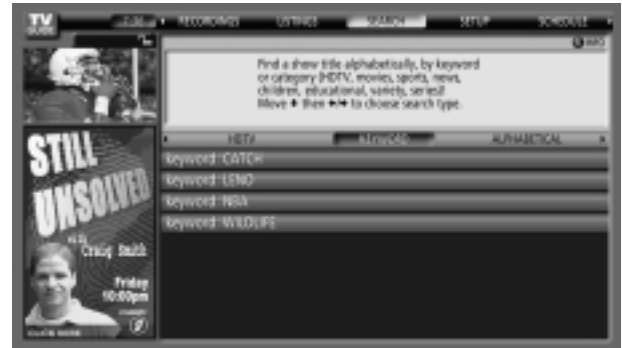 TV
GUIDE
RECORDINGS LISTINGS SEARCH SETUP SCHEDULE
INFO
Find a show title alphabetically, by keyword
or category (HDTV, movies, sports, news,
children, educational, variety, series)!
Move then to choose search type.
HDTV KEYWORD ALPHABETICAL
keyword: CATCH
keyword: LENO
keyword: NBA
keyword: WILDLIFE
STILL
UNSOLVED
with
Craig Smith
Friday
10:00pm